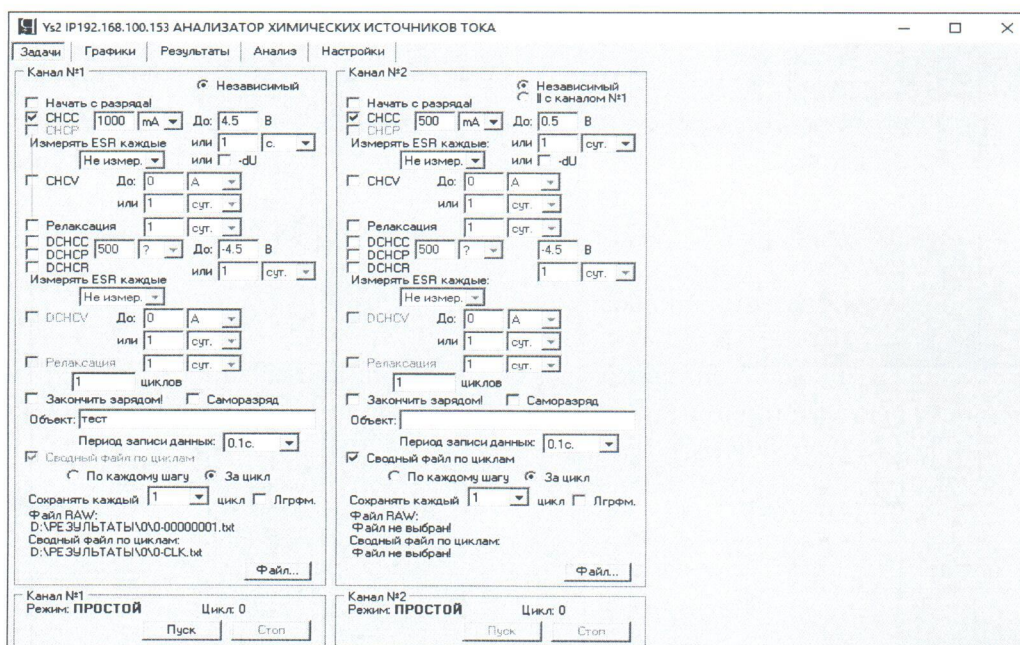 Ys2 IP192.168.100.153 АНАЛИЗАТОР ХИМИЧЕСКИХ ИСТОЧНИКОВ ТОКА
Задачи Графики Результаты Анализ Настройки
Канал №1
Независимый
Начать с разряда!
CHCC 1000 mA До: 4.5 В
CHCP
Измерять ESR каждые или 1 с.
Не измер. или -dU
CHCV До: 0 A
или 1 сут.
Релаксация 1 сут.
DCHCC
DCHCP 500 ? До: -4.5 В
DCHCR или 1 сут.
Измерять ESR каждые:
Не измер.
DCHCV До: 0 A
или 1 сут.
Релаксация 1 сут.
1 циклов
Закончить зарядом! Саморазряд
Объект: тест
Период записи данных: 0.1с.
Сводный файл по циклам
По каждому шагу За цикл
Сохранять каждый 1 цикл Лгрфм.
Файл RAW:
D:\РЕЗУЛЬТАТЫ\0\0-00000001.txt
Сводный файл по циклам:
D:\РЕЗУЛЬТАТЫ\0\0-CLK.txt
Файл...
Канал №1
Режим: ПРОСТОЙ Цикл: 0
Пуск Стоп
Канал №2
Независимый
II с каналом №1
Начать с разряда!
CHCC 500 mA До: 0.5 В
CHCP
Измерять ESR каждые: или 1 сут.
Не измер. или -dU
CHCV До: 0 A
или 1 сут.
Релаксация 1 сут.
DCHCC
DCHCP 500 ? -4.5 В
DCHCR 1 сут.
Измерять ESR каждые:
Не измер.
DCHCV До: 0 A
или 1 сут.
Релаксация 1 сут.
1 циклов
Закончить зарядом! Саморазряд
Объект:
Период записи данных: 0.1с.
Сводный файл по циклам
По каждому шагу За цикл
Сохранять каждый 1 цикл Лгрфм.
Файл RAW:
Файл не выбран!
Сводный файл по циклам:
Файл не выбран!
Файл...
Канал №2
Режим: ПРОСТОЙ Цикл: 0
Пуск Стоп